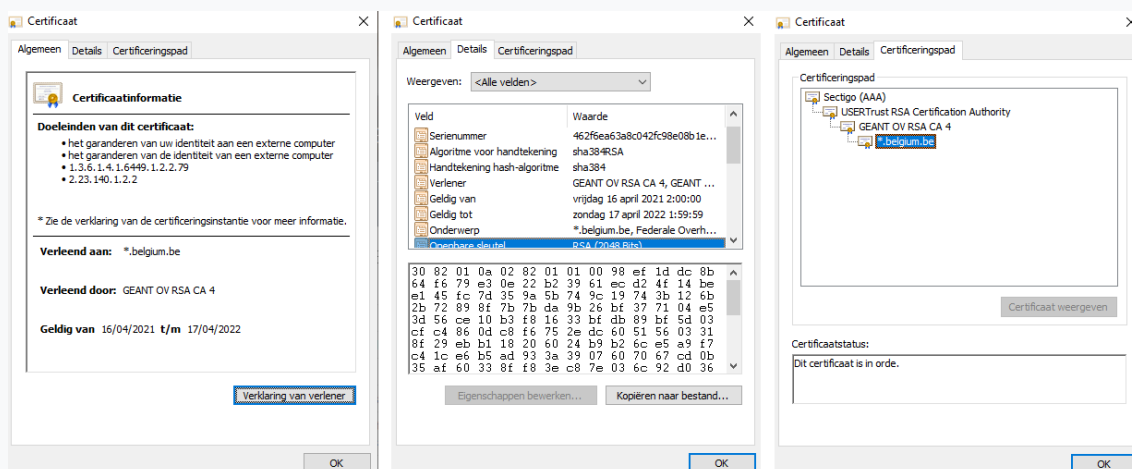 Certificaat
Algemeen Details Certificeringspad
Certificaatinformatie
Doeleinden van dit certificaat:
• het garanderen van uw identiteit aan een externe computer
• het garanderen van de identiteit van een externe computer
• 1.3.6.1.4.1.6449.1.2.2.79
• 2.23.140.1.2.2
* Zie de verklaring van de certificeringsinstantie voor meer informatie.
Verleend aan: *.belgium.be
Verleend door: GEANT OV RSA CA 4
Geldig van 16/04/2021 t/m 17/04/2022
Verklaring van verlener
OK
Certificaat
Algemeen Details Certificeringspad
Weergeven: <Alle velden>
Veld Waarde
Serienummer 462f6ea63a8c042fc98e08b1e...
Algoritme voor handtekening sha384RSA
Handtekening hash-algoritme sha384
Verlener GEANT OV RSA CA 4, GEANT ...
Geldig van vrijdag 16 april 2021 2:00:00
Geldig tot zondag 17 april 2022 1:59:59
Onderwerp *.belgium.be, Federale Overh...
Openbare sleutel RSA (2048 Bits)
30 82 01 0a 02 82 01 01 00 98 ef 1d dc 8b
64 f6 79 e3 0e 22 b2 39 61 ec d2 4f 14 be
e1 45 fc 7d 35 9a 5b 74 9c 19 74 3b 12 6b
2b 72 89 8f 7b 7b da 9b 26 bf 37 71 04 e5
3d 56 ce 10 b3 f8 16 33 bf db 89 bf 5d 03
cf c4 86 0d c8 f6 75 2e dc 60 51 56 03 31
8f 29 eb b1 18 20 60 24 b9 b2 6c e5 a9 f7
c4 1c e6 b5 ad 93 3a 39 07 60 70 67 cd 0b
35 af 60 33 8f f8 3e c8 7e 03 6c 92 d0 36
Eigenschappen bewerken... Kopiëren naar bestand...
OK
Certificaat
Algemeen Details Certificeringspad
Certificeringspad
Sectigo (AAA)
USERTrust RSA Certification Authority
GEANT OV RSA CA 4
*.belgium.be
Certificaat weergeven
Certificaatstatus:
Dit certificaat is in orde.
OK